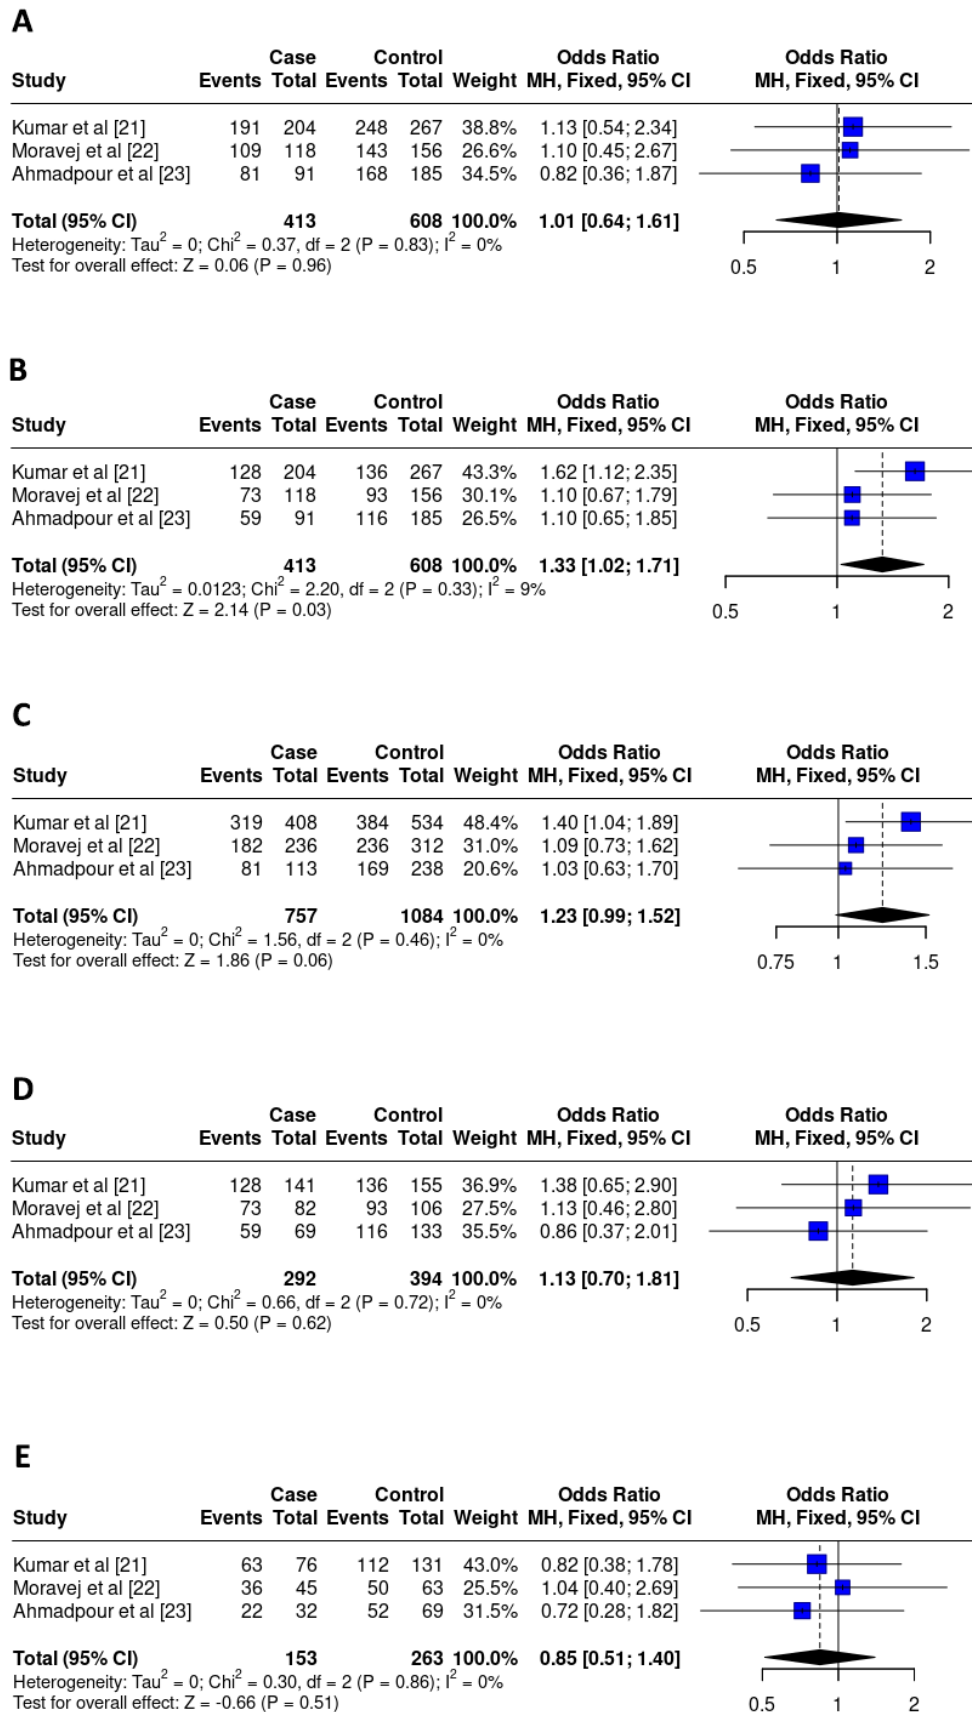 A
Case Control Odds Ratio Odds Ratio
Study Events Total Events Total Weight MH, Fixed, 95% CI MH, Fixed, 95% CI
Kumar et al [21] 191 204 248 267 38.8% 1.13 [0.54; 2.34]
Moravej et al [22] 109 118 143 156 26.6% 1.10 [0.45; 2.67]
Ahmadpour et al [23] 81 91 168 185 34.5% 0.82 [0.36; 1.87]
Total (95% CI) 413 608 100.0% 1.01 [0.64; 1.61]
Heterogeneity: Tau² = 0; Chi² = 0.37, df = 2 (P = 0.83); I² = 0%
Test for overall effect: Z = 0.06 (P = 0.96)
0.5 1 2
B
Case Control Odds Ratio Odds Ratio
Study Events Total Events Total Weight MH, Fixed, 95% CI MH, Fixed, 95% CI
Kumar et al [21] 128 204 136 267 43.3% 1.62 [1.12; 2.35]
Moravej et al [22] 73 118 93 156 30.1% 1.10 [0.67; 1.79]
Ahmadpour et al [23] 59 91 116 185 26.5% 1.10 [0.65; 1.85]
Total (95% CI) 413 608 100.0% 1.33 [1.02; 1.71]
Heterogeneity: Tau² = 0.0123; Chi² = 2.20, df = 2 (P = 0.33); I² = 9%
Test for overall effect: Z = 2.14 (P = 0.03)
0.5 1 2
C
Case Control Odds Ratio Odds Ratio
Study Events Total Events Total Weight MH, Fixed, 95% CI MH, Fixed, 95% CI
Kumar et al [21] 319 408 384 534 48.4% 1.40 [1.04; 1.89]
Moravej et al [22] 182 236 236 312 31.0% 1.09 [0.73; 1.62]
Ahmadpour et al [23] 81 113 169 238 20.6% 1.03 [0.63; 1.70]
Total (95% CI) 757 1084 100.0% 1.23 [0.99; 1.52]
Heterogeneity: Tau² = 0; Chi² = 1.56, df = 2 (P = 0.46); I² = 0%
Test for overall effect: Z = 1.86 (P = 0.06)
0.75 1 1.5
D
Case Control Odds Ratio Odds Ratio
Study Events Total Events Total Weight MH, Fixed, 95% CI MH, Fixed, 95% CI
Kumar et al [21] 128 141 136 155 36.9% 1.38 [0.65; 2.90]
Moravej et al [22] 73 82 93 106 27.5% 1.13 [0.46; 2.80]
Ahmadpour et al [23] 59 69 116 133 35.5% 0.86 [0.37; 2.01]
Total (95% CI) 292 394 100.0% 1.13 [0.70; 1.81]
Heterogeneity: Tau² = 0; Chi² = 0.66, df = 2 (P = 0.72); I² = 0%
Test for overall effect: Z = 0.50 (P = 0.62)
0.5 1 2
E
Case Control Odds Ratio Odds Ratio
Study Events Total Events Total Weight MH, Fixed, 95% CI MH, Fixed, 95% CI
Kumar et al [21] 63 76 112 131 43.0% 0.82 [0.38; 1.78]
Moravej et al [22] 36 45 50 63 25.5% 1.04 [0.40; 2.69]
Ahmadpour et al [23] 22 32 52 69 31.5% 0.72 [0.28; 1.82]
Total (95% CI) 153 263 100.0% 0.85 [0.51; 1.40]
Heterogeneity: Tau² = 0; Chi² = 0.30, df = 2 (P = 0.86); I² = 0%
Test for overall effect: Z = -0.66 (P = 0.51)
0.5 1 2